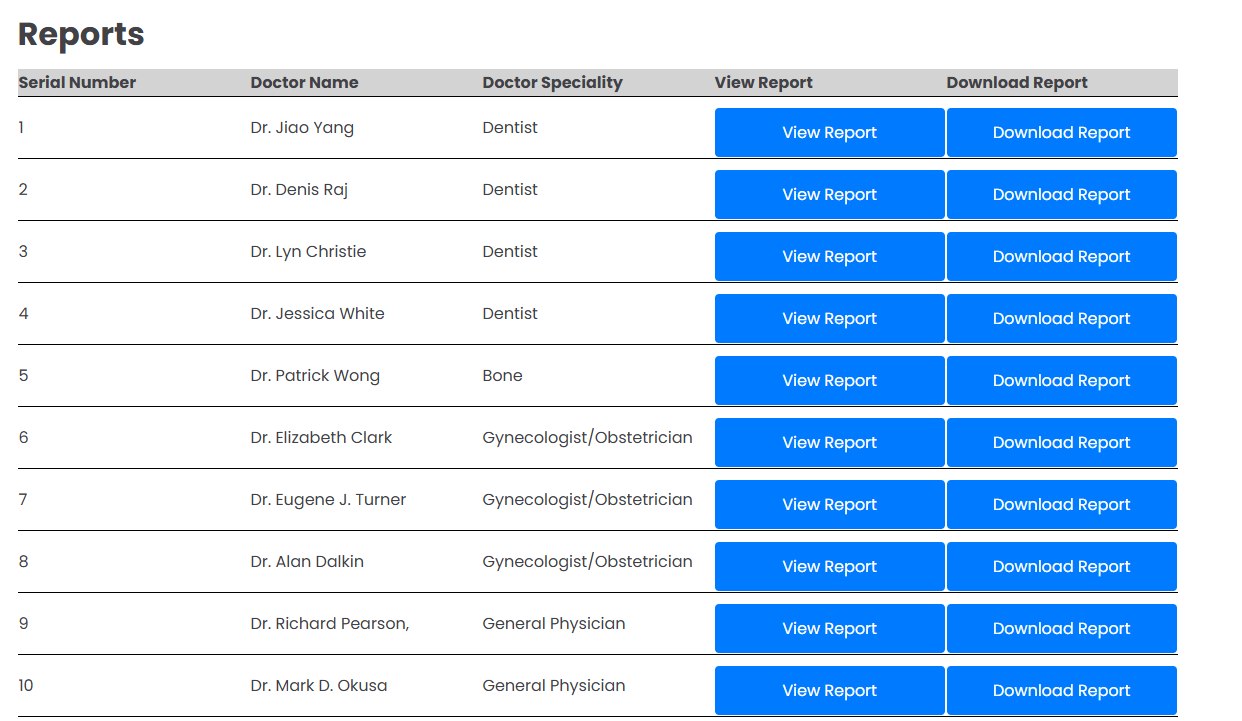 Reports
Serial Number Doctor Name Doctor Speciality View Report Download Report
1 Dr. Jiao Yang Dentist View Report Download Report
2 Dr. Denis Raj Dentist View Report Download Report
3 Dr. Lyn Christie Dentist View Report Download Report
4 Dr. Jessica White Dentist View Report Download Report
5 Dr. Patrick Wong Bone View Report Download Report
6 Dr. Elizabeth Clark Gynecologist/Obstetrician View Report Download Report
7 Dr. Eugene J. Turner Gynecologist/Obstetrician View Report Download Report
8 Dr. Alan Dalkin Gynecologist/Obstetrician View Report Download Report
9 Dr. Richard Pearson, General Physician View Report Download Report
10 Dr. Mark D. Okusa General Physician View Report Download Report